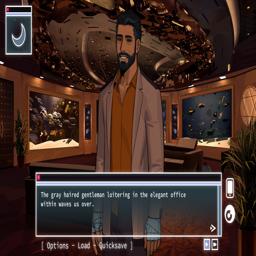 The gray haired gentleman loitering in the elegant office
within waves us over.
[ Options - Load - Quicksave ]